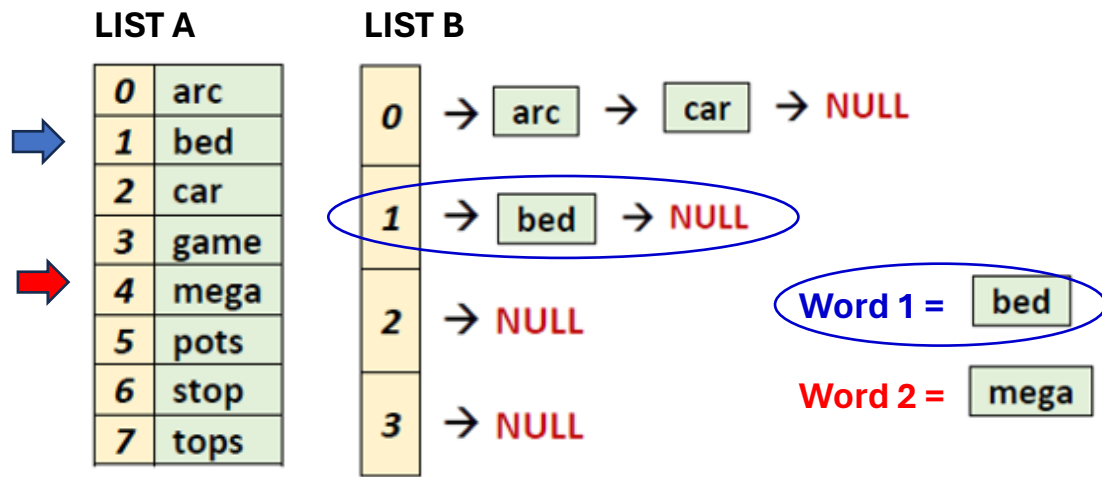 LIST A
0 arc
1 bed
2 car
3 game
4 mega
5 pots
6 stop
7 tops
LIST B
0 → arc → car → NULL
1 → bed → NULL
2 → NULL
3 → NULL
Word 1 = bed
Word 2 = mega